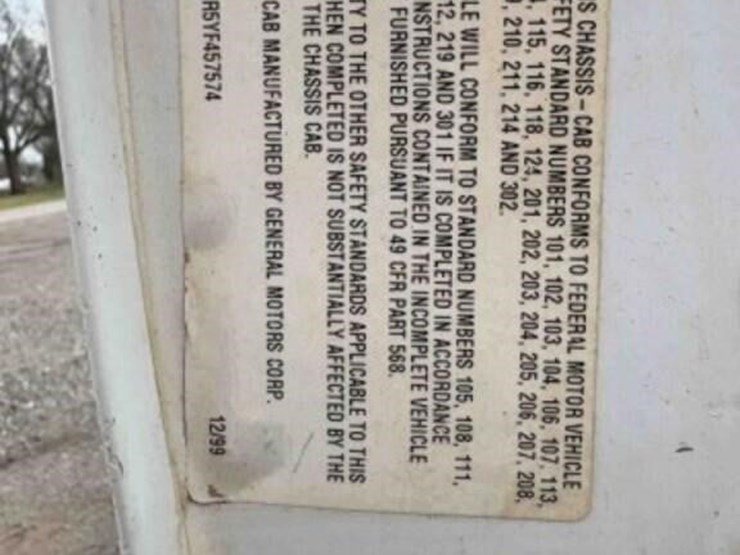 S CHASSIS - CAB CONFORMS TO FEDERAL MOTOR VEHICLE
FETY STANDARD NUMBERS 101, 102, 103, 104, 106, 107, 113,
, 115, 116, 118, 124, 201, 202, 203, 204, 205, 206, 207, 208,
, 210, 211, 214 AND 302.
LE WILL CONFORM TO STANDARD NUMBERS 105, 108, 111,
12, 219 AND 301 IF IT IS COMPLETED IN ACCORDANCE
NSTRUCTIONS CONTAINED IN THE INCOMPLETE VEHICLE
FURNISHED PURSUANT TO 49 CFR PART 568.
TY TO THE OTHER SAFETY STANDARDS APPLICABLE TO THIS
HEN COMPLETED IS NOT SUBSTANTIALLY AFFECTED BY THE
THE CHASSIS CAB.
CAB MANUFACTURED BY GENERAL MOTORS CORP.
R5YF457574 12/99